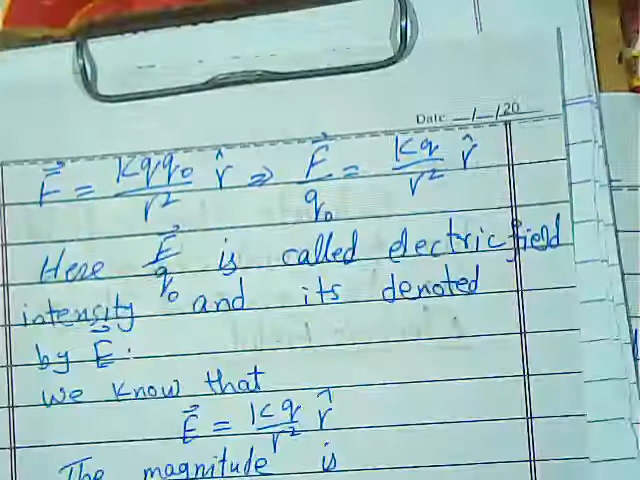 Date __/__/20
F⃗ = Kqq₀/r² r̂ ⇒ F⃗/q₀ = Kq/r² r̂
Here F⃗/q₀ is called electric field
intensity and its denoted
by E⃗.
We know that
E⃗ = Kq/r² r̂
The magnitude is